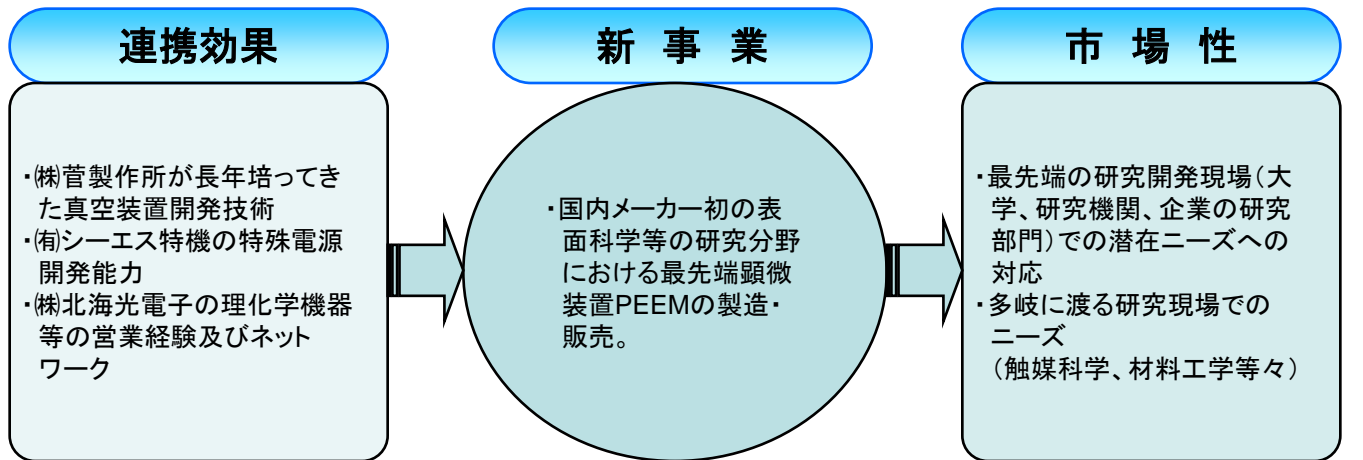 連携効果
・㈱菅製作所が長年培ってき
た真空装置開発技術
・㈲シーエス特機の特殊電源
開発能力
・㈱北海光電子の理化学機器
等の営業経験及びネット
ワーク
新 事 業
・国内メーカー初の表
面科学等の研究分野
における最先端顕微
装置PEEMの製造・
販売。
市 場 性
・最先端の研究開発現場（大
学、研究機関、企業の研究
部門）での潜在ニーズへの
対応
・多岐に渡る研究現場での
ニーズ
（触媒科学、材料工学等々）